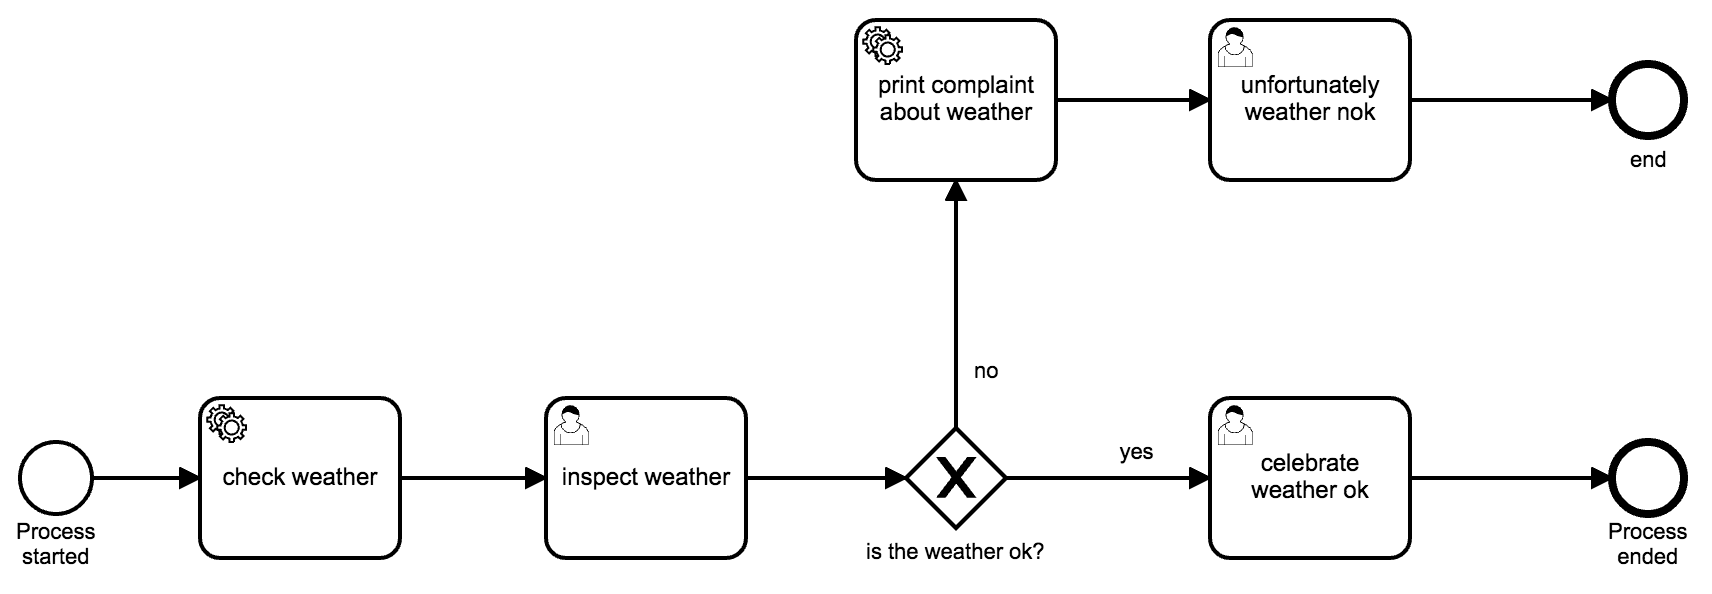 print complaint
about weather
unfortunately
weather nok
end
no
Process
started
check weather
inspect weather
X
is the weather ok?
yes
celebrate
weather ok
Process
ended